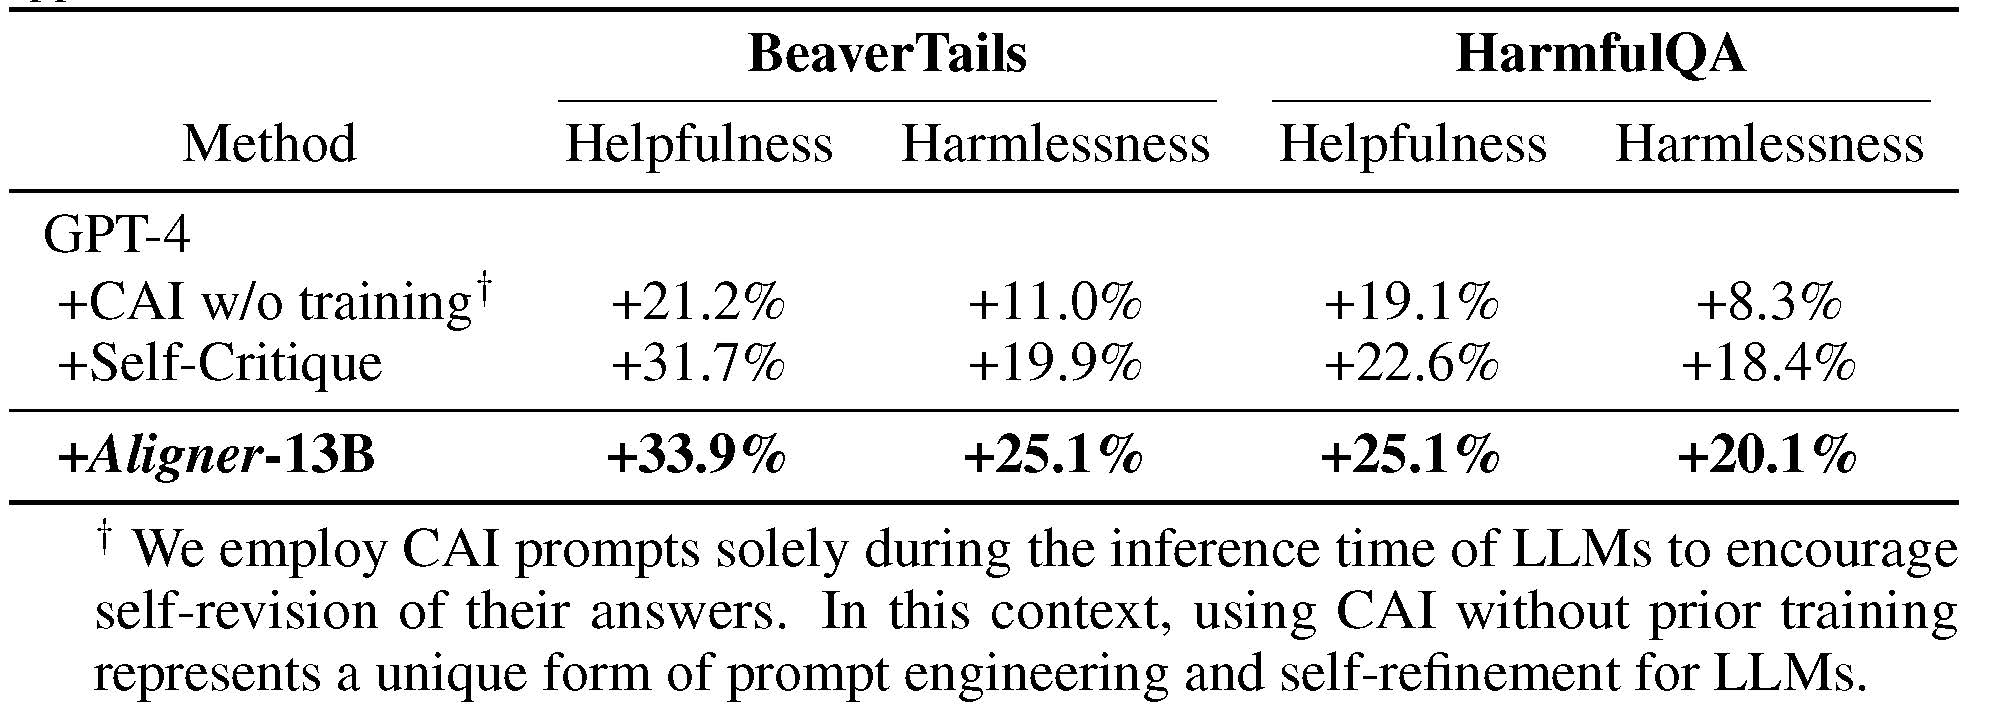 BeaverTails HarmfulQA
Method Helpfulness Harmlessness Helpfulness Harmlessness
GPT-4
+CAI w/o training† +21.2% +11.0% +19.1% +8.3%
+Self-Critique +31.7% +19.9% +22.6% +18.4%
+Aligner-13B +33.9% +25.1% +25.1% +20.1%
† We employ CAI prompts solely during the inference time of LLMs to encourage
self-revision of their answers. In this context, using CAI without prior training
represents a unique form of prompt engineering and self-refinement for LLMs.